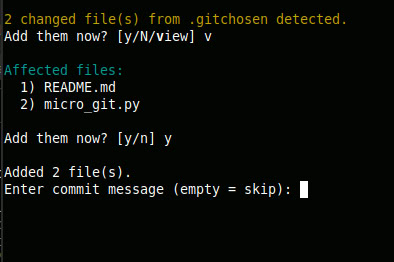 2 changed file(s) from .gitchosen detected.
Add them now? [y/N/view] v
Affected files:
1) README.md
2) micro_git.py
Add them now? [y/n] y
Added 2 file(s).
Enter commit message (empty = skip):